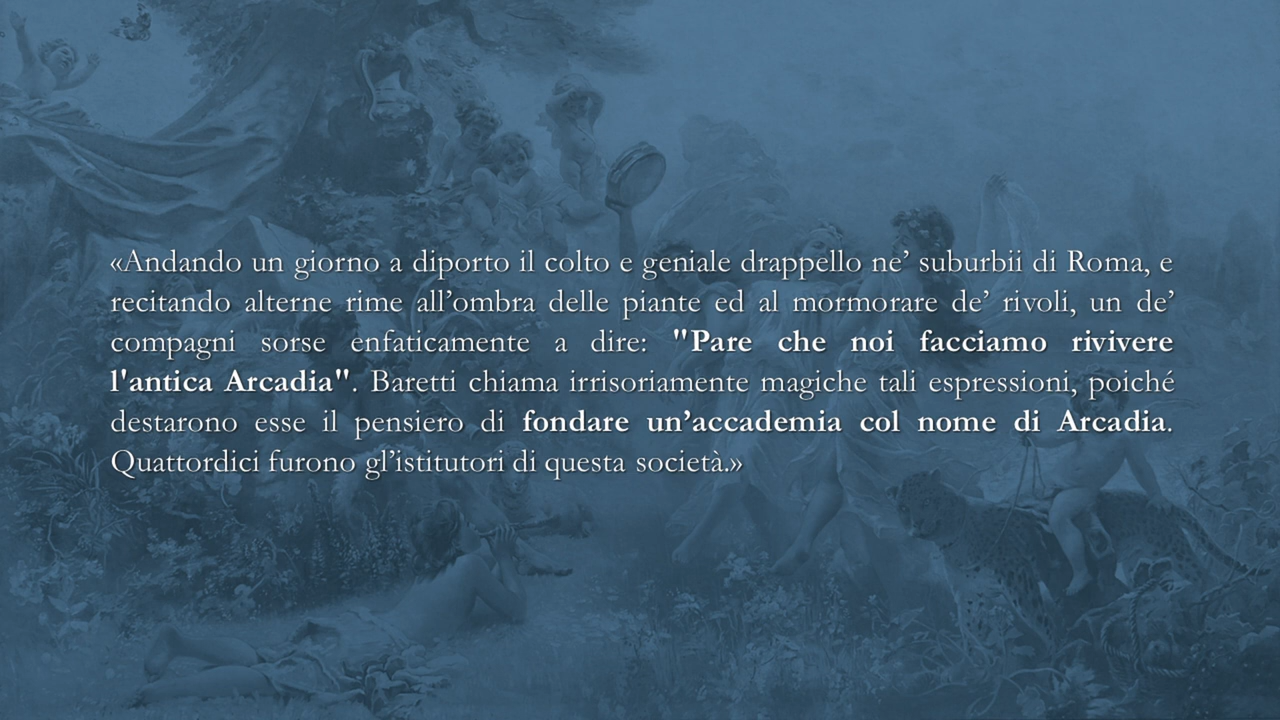 «Andando un giorno a diporto il colto e geniale drappello ne’ suburbii di Roma, e
recitando alterne rime all’ombra delle piante ed al mormorare de’ rivoli, un de’
compagni sorse enfaticamente a dire: "Pare che noi facciamo rivivere
l'antica Arcadia". Baretti chiama irrisoriamente magiche tali espressioni, poiché
destarono esse il pensiero di fondare un’accademia col nome di Arcadia.
Quattordici furono gl’istitutori di questa società.»